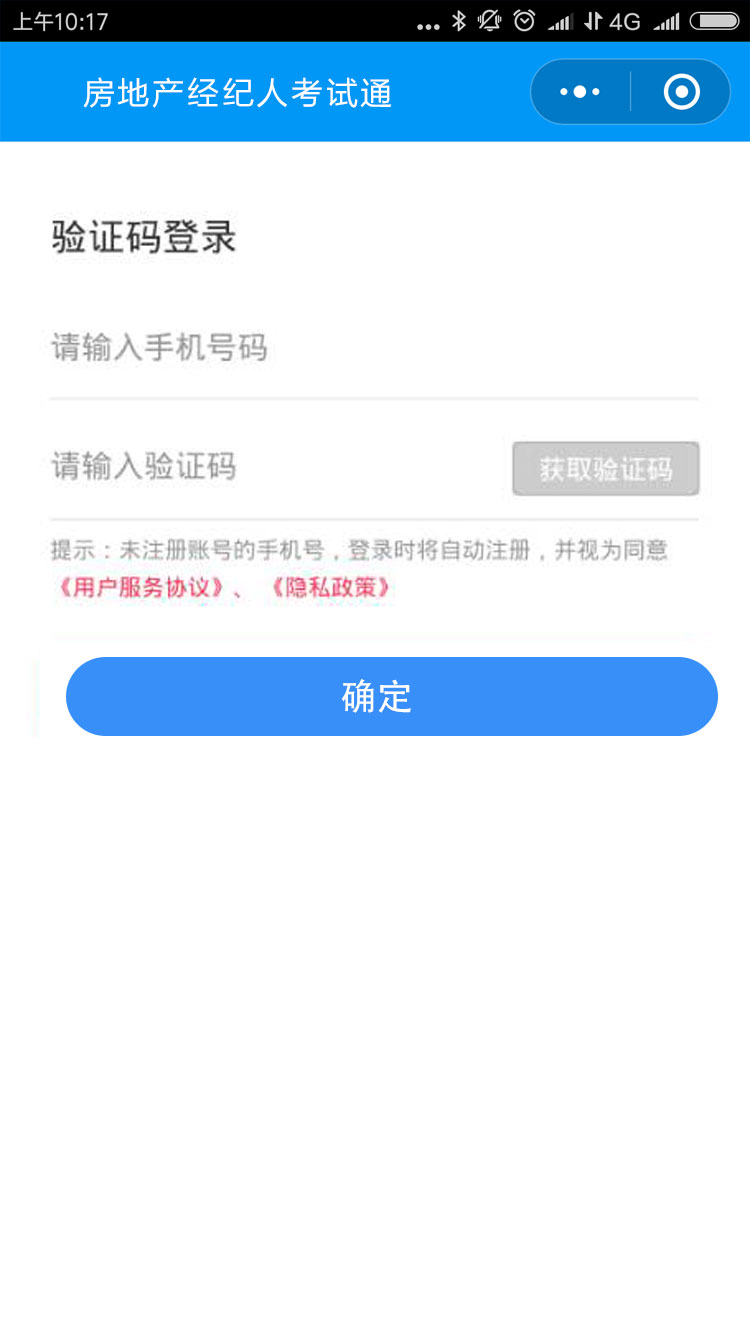 上午10:17 ... 4G
房地产经纪人考试通
验证码登录
请输入手机号码
请输入验证码 获取验证码
提示：未注册账号的手机号，登录时将自动注册，并视为同意
《用户服务协议》、《隐私政策》
确定